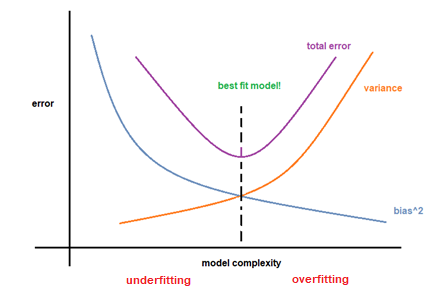 total error
best fit model!
variance
error
bias^2
model complexity
underfitting
overfitting